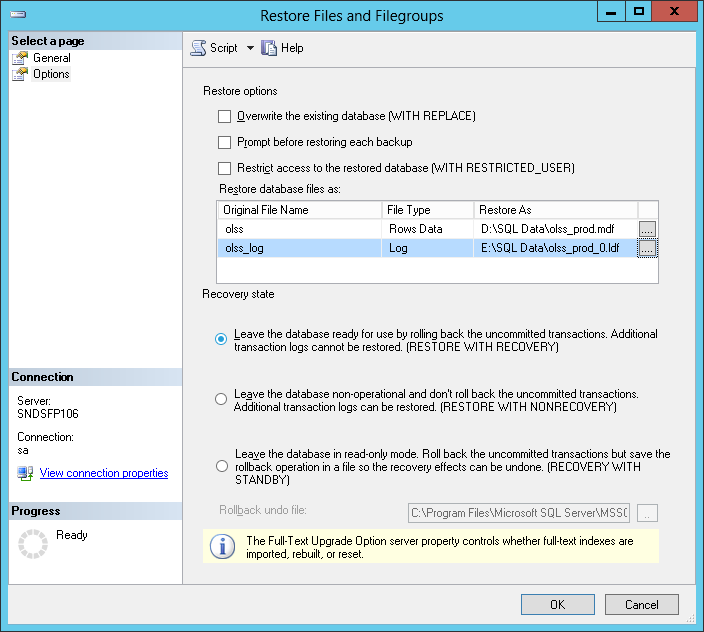 Restore Files and Filegroups
Select a page
General
Options
Script
Help
Restore options
Overwrite the existing database (WITH REPLACE)
Prompt before restoring each backup
Restrict access to the restored database (WITH RESTRICTED_USER)
Restore database files as:
Original File Name File Type Restore As
olss Rows Data D:\SQL Data\olss_prod.mdf ...
olss_log Log E:\SQL Data\olss_prod_0.ldf ...
Recovery state
Leave the database ready for use by rolling back the uncommitted transactions. Additional
transaction logs cannot be restored. (RESTORE WITH RECOVERY)
Leave the database non-operational and don't roll back the uncommitted transactions.
Additional transaction logs can be restored. (RESTORE WITH NONRECOVERY)
Leave the database in read-only mode. Roll back the uncommitted transactions but save the
rollback operation in a file so the recovery effects can be undone. (RECOVERY WITH
STANDBY)
Rollback undo file: C:\Program Files\Microsoft SQL Server\MSS ...
The Full-Text Upgrade Option server property controls whether full-text indexes are
imported, rebuilt, or reset.
Connection
Server:
SNDSFP106
Connection:
sa
View connection properties
Progress
Ready
OK
Cancel